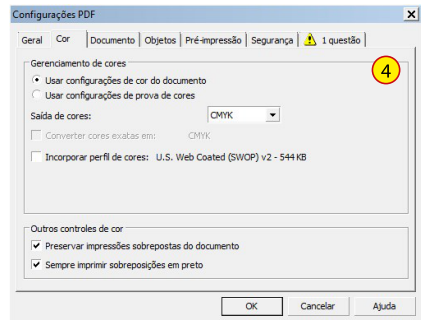 Configurações PDF
Geral Cor Documento Objetos Pré-impressão Segurança 1 questão
4
Gerenciamento de cores
Usar configurações de cor do documento
Usar configurações de prova de cores
Saída de cores: CMYK
Converter cores exatas em: CMYK
Incorporar perfil de cores: U.S. Web Coated (SWOP) v2 - 544 KB
Outros controles de cor
Preservar impressões sobrepostas do documento
Sempre imprimir sobreposições em preto
OK Cancelar Ajuda